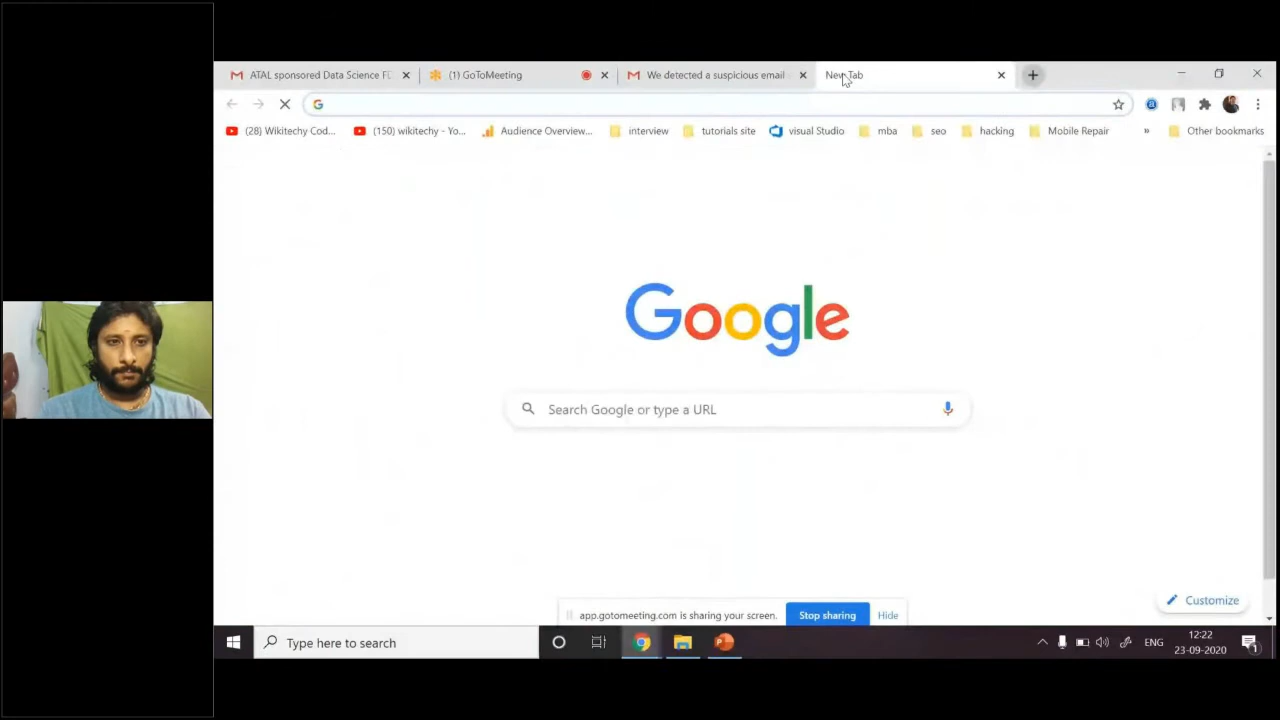 ATAL sponsored Data Science FD
(1) GoToMeeting
We detected a suspicious email
New Tab
(28) Wikitechy Cod...
(150) wikitechy - Yo...
Audience Overview...
interview
tutorials site
visual Studio
mba
seo
hacking
Mobile Repair
»
Other bookmarks
Google
Search Google or type a URL
Customize
app.gotomeeting.com is sharing your screen.
Stop sharing
Hide
Type here to search
ENG
12:22
23-09-2020